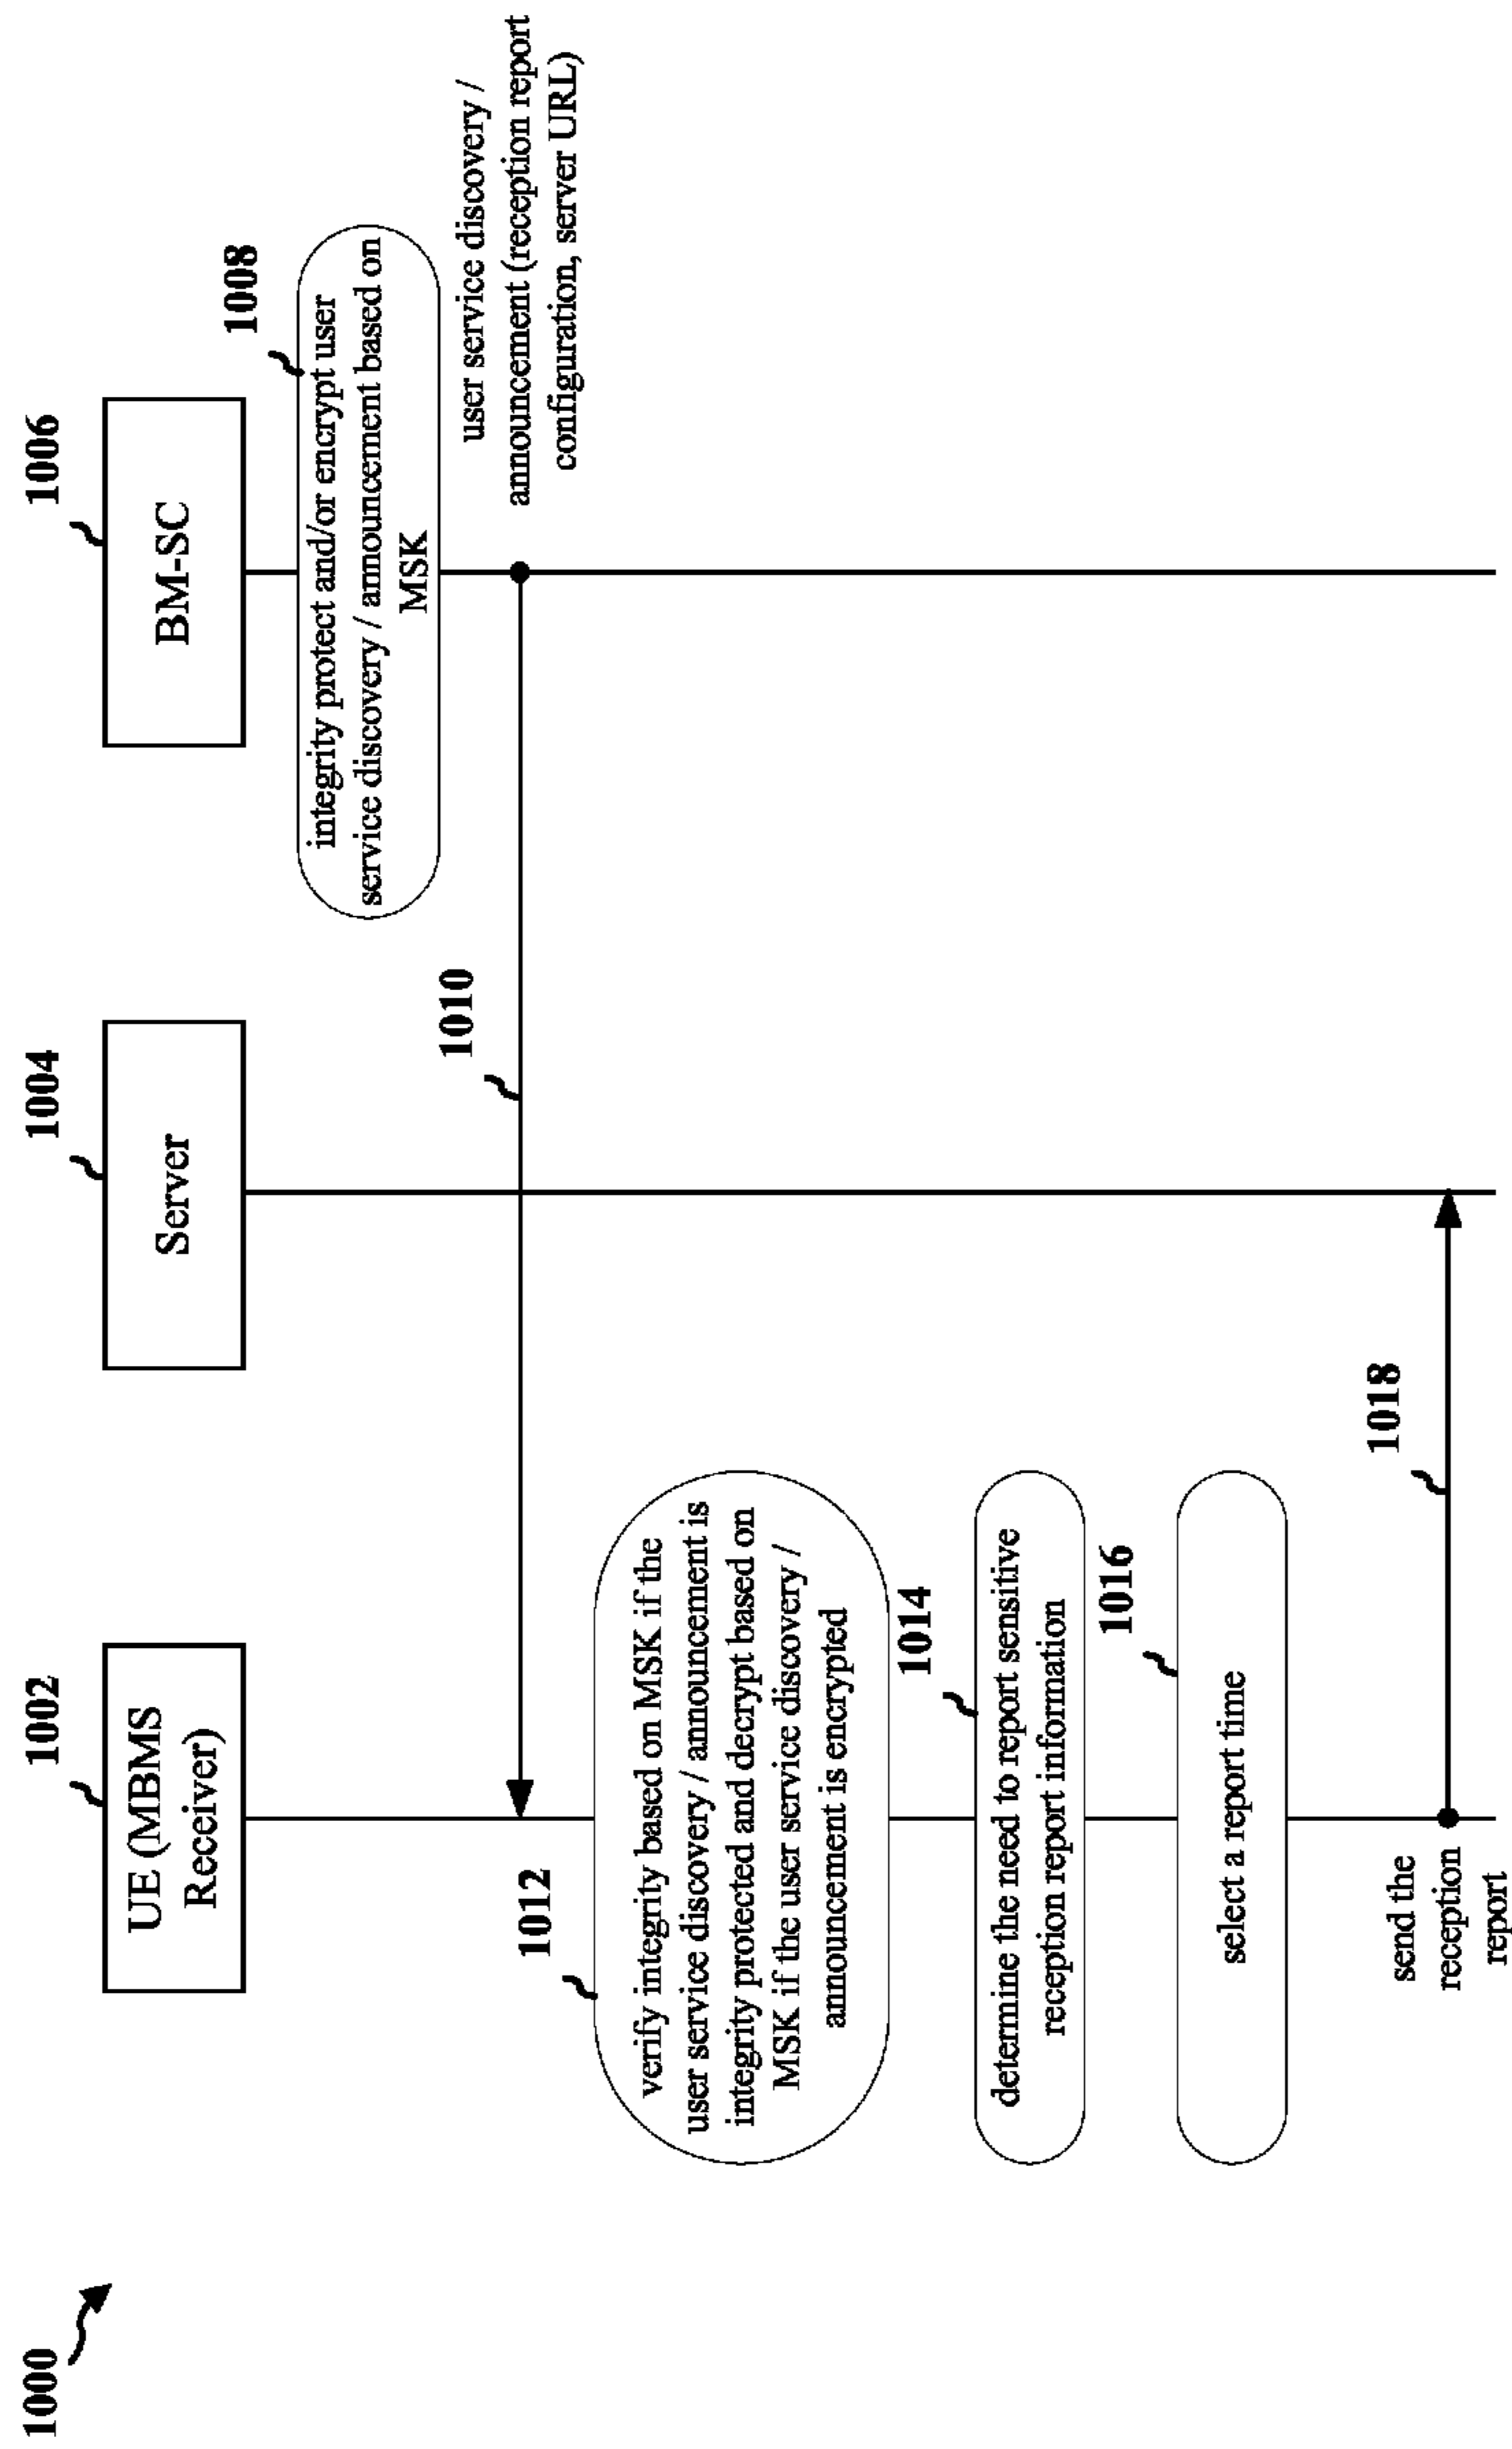 1000
1002
UE (MBMS
Receiver)
1004
Server
1006
BM-SC
1008
integrity protect and/or encrypt user
service discovery / announcement based on
MSK
1010
user service discovery /
announcement (reception report
configuration, server URL)
1012
verify integrity based on MSK if the
user service discovery / announcement is
integrity protected and decrypt based on
MSK if the user service discovery /
announcement is encrypted
1014
determine the need to report sensitive
reception report information
1016
select a report time
1018
send the
reception
report